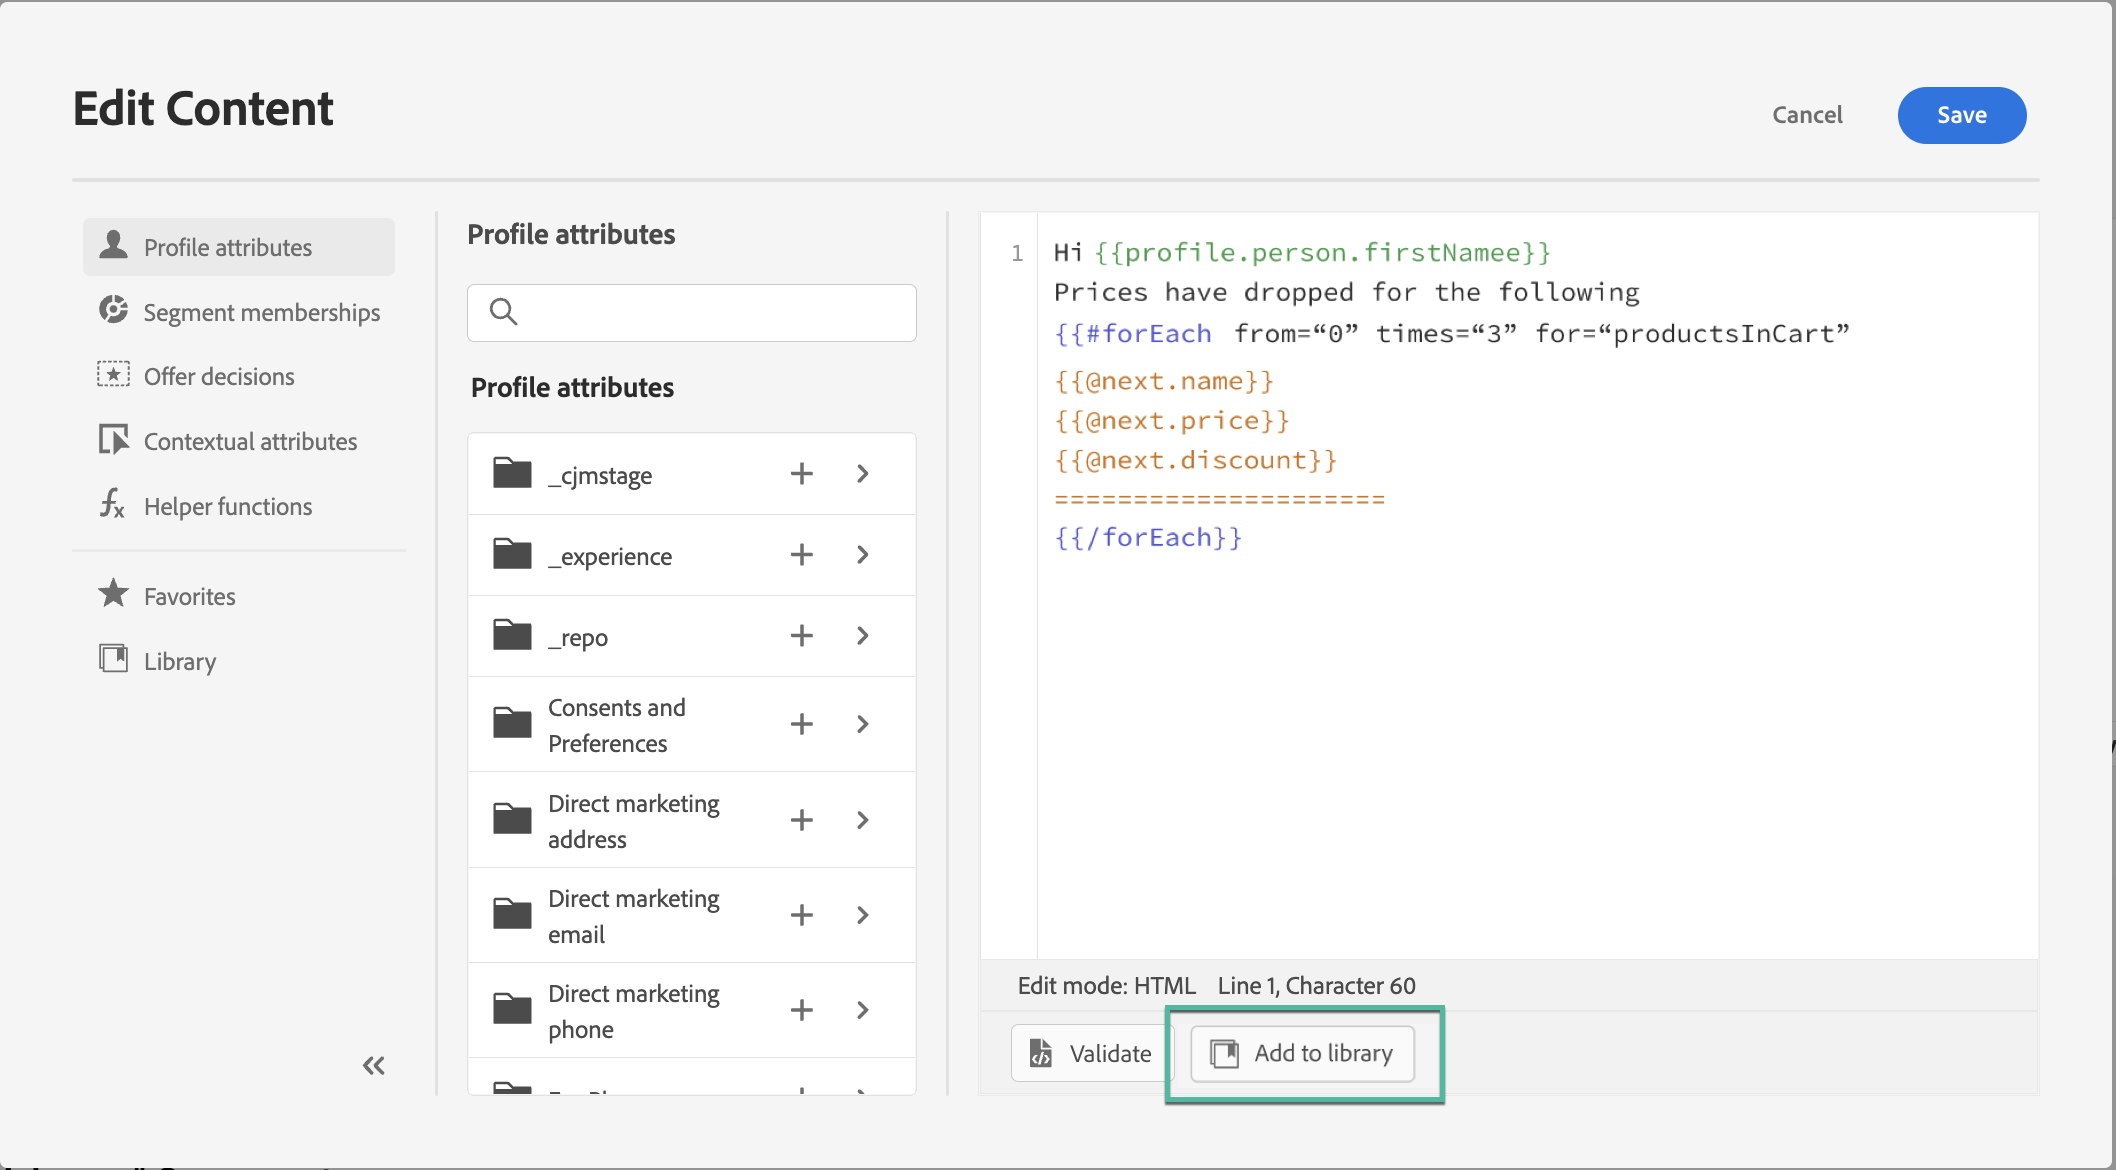 Edit Content
Cancel
Save
Profile attributes
Segment memberships
Offer decisions
Contextual attributes
Helper functions
Favorites
Library
Profile attributes
Profile attributes
_cjmstage
_experience
_repo
Consents and
Preferences
Direct marketing
address
Direct marketing
email
Direct marketing
phone
1
Hi {{profile.person.firstNamee}}
Prices have dropped for the following
{{#forEach from=“0” times=“3” for=“productsInCart”
{{@next.name}}
{{@next.price}}
{{@next.discount}}
=====================
{{/forEach}}
Edit mode: HTML Line 1, Character 60
Validate
Add to library